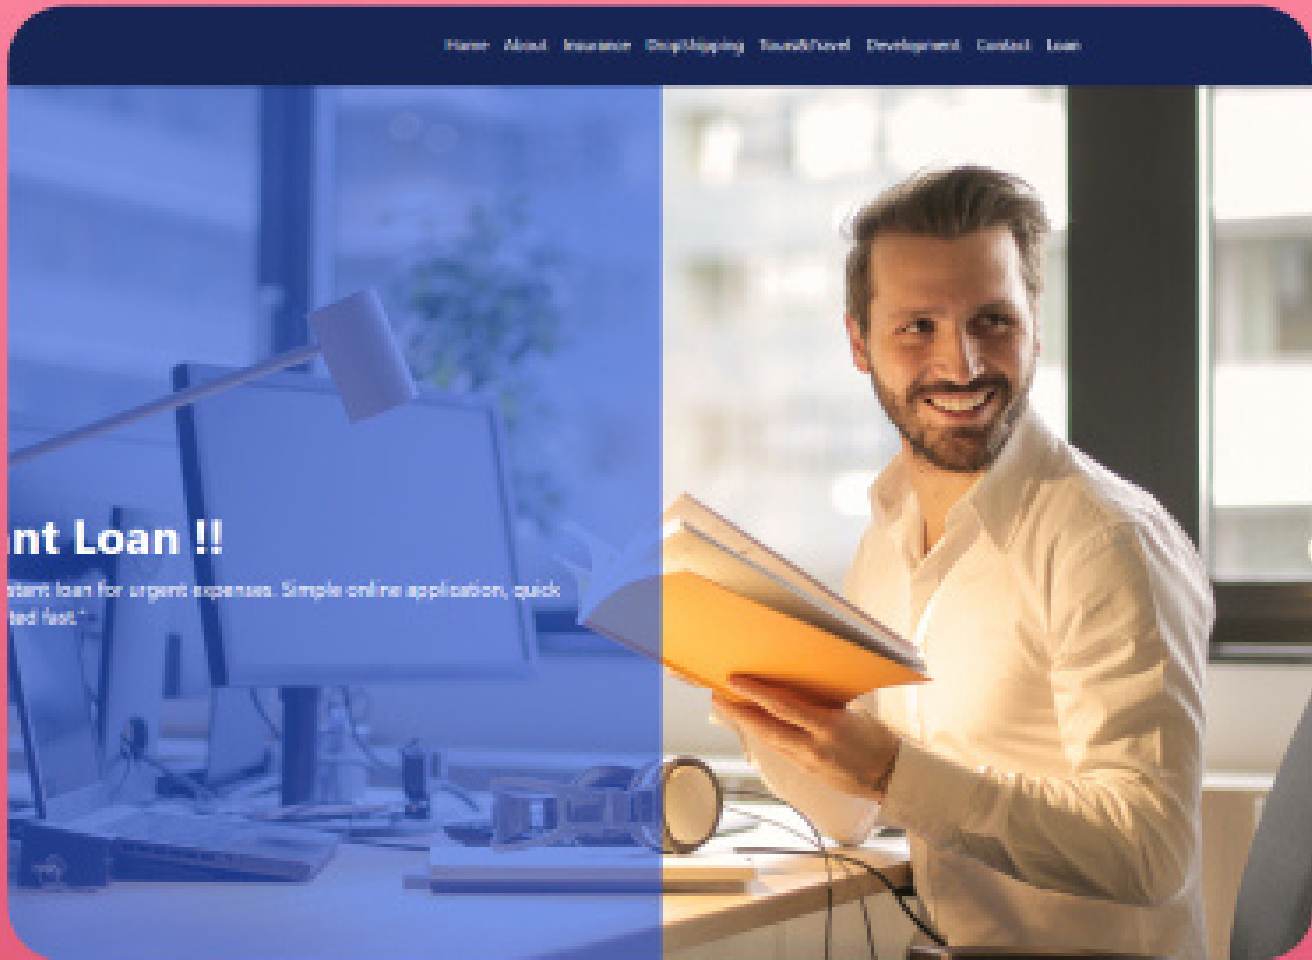 Home About Insurance DropShipping Tours&Travel Development Contact Loan
nt Loan !!
stant loan for urgent expenses. Simple online application, quick
ted fast."